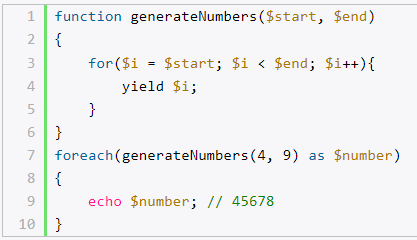 1 function generateNumbers($start, $end)
2 {
3     for($i = $start; $i < $end; $i++){
4         yield $i;
5     }
6 }
7 foreach(generateNumbers(4, 9) as $number)
8 {
9     echo $number; // 45678
10 }